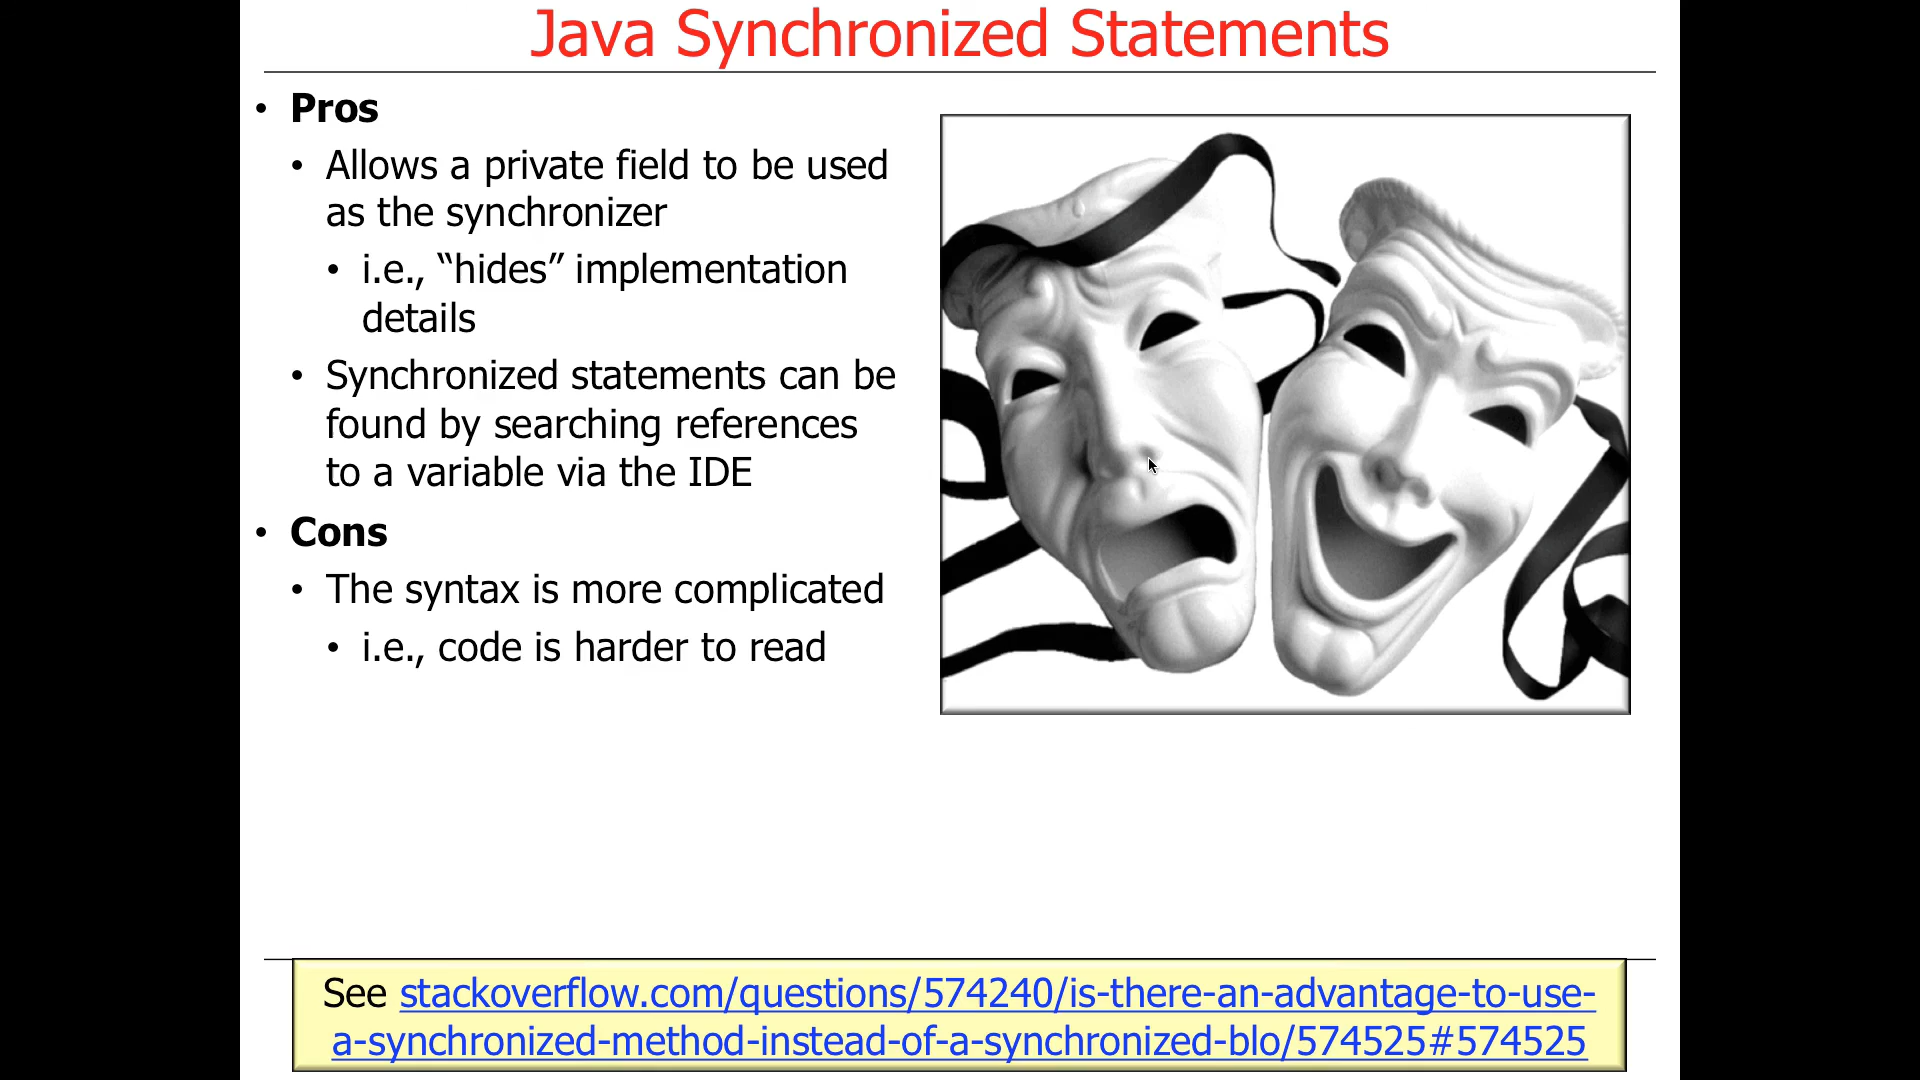 Java Synchronized Statements
• Pros
• Allows a private field to be used
as the synchronizer
• i.e., “hides” implementation
details
• Synchronized statements can be
found by searching references
to a variable via the IDE
• Cons
• The syntax is more complicated
• i.e., code is harder to read
See stackoverflow.com/questions/574240/is-there-an-advantage-to-use-
a-synchronized-method-instead-of-a-synchronized-blo/574525#574525